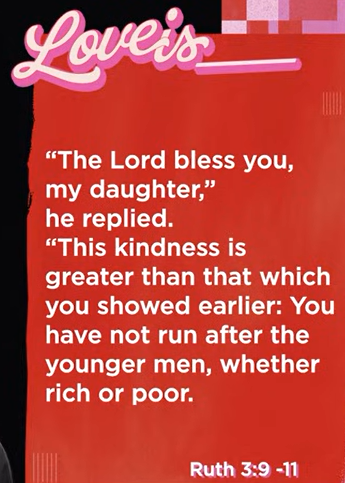 Love is____
“The Lord bless you,
my daughter,”
he replied.
“This kindness is
greater than that which
you showed earlier: You
have not run after the
younger men, whether
rich or poor.
Ruth 3:9 -11